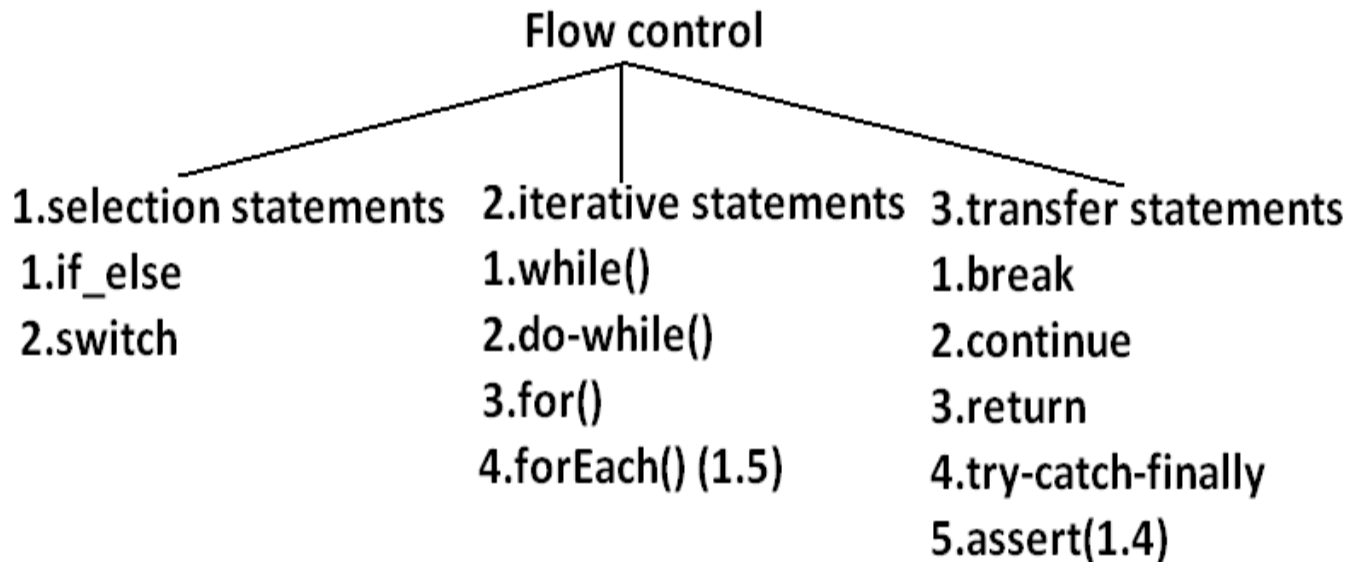 Flow control
1.selection statements
1.if_else
2.switch
2.iterative statements
1.while()
2.do-while()
3.for()
4.forEach() (1.5)
3.transfer statements
1.break
2.continue
3.return
4.try-catch-finally
5.assert(1.4)